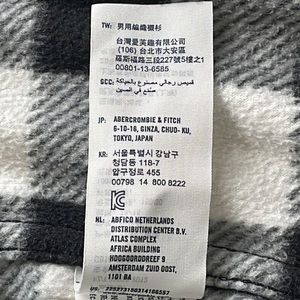 TW: 男用編織襯衫
台灣愛芙趣有限公司
(106) 台北市大安區
羅斯福路三段227號5樓之1
00801-13-6585
GCC: قميص رجالي مصنوع بالحياكة
صنع في الصين
JP: ABERCROMBIE & FITCH
6-10-16, GINZA, CHUO- KU,
TOKYO, JAPAN
KR: 서울특별시 강남구
청담동 118-7
압구정로 455
00798 14 800 8222
NL: ABFICO NETHERLANDS
DISTRIBUTION CENTER B.V.
ATLAS COMPLEX
AFRICA BUILDING
HOOGOORDDREEF 9
AMSTERDAM ZUID OOST,
1101 BA